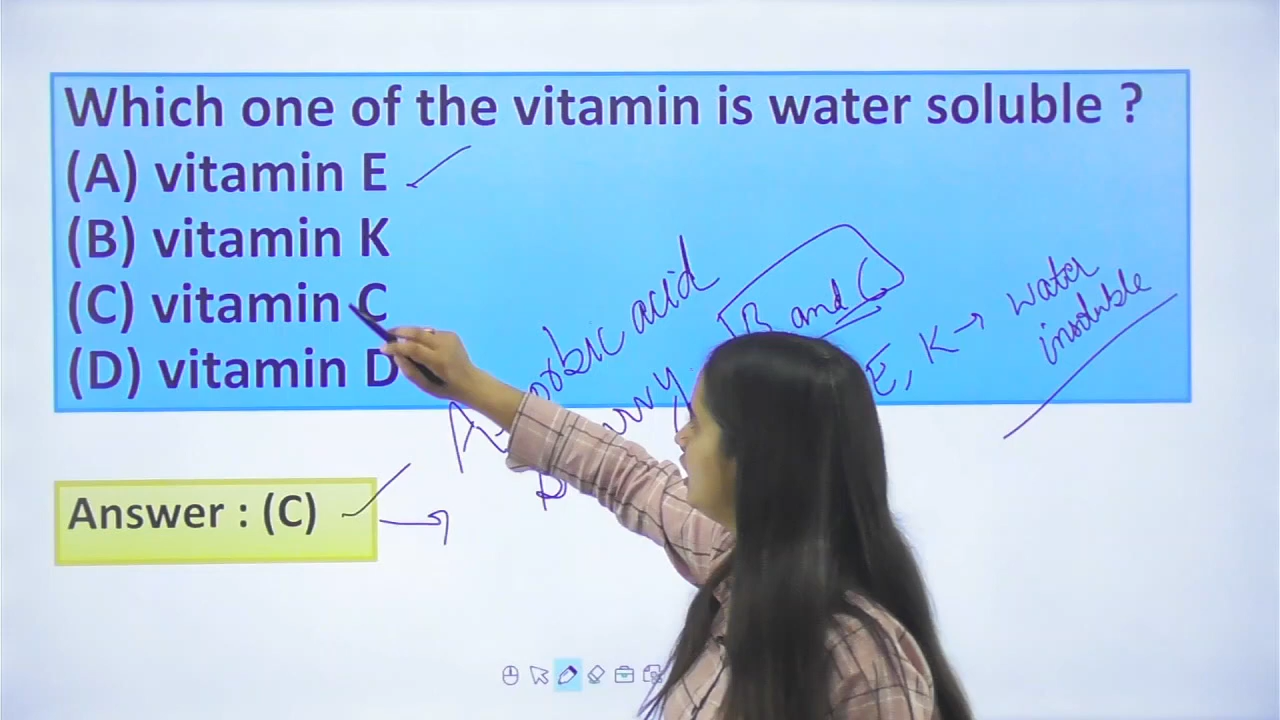 Which one of the vitamin is water soluble ?
(A) vitamin E
(B) vitamin K
(C) vitamin C
(D) vitamin D
acid
B and C
E, K → water
insoluble
Answer : (C)